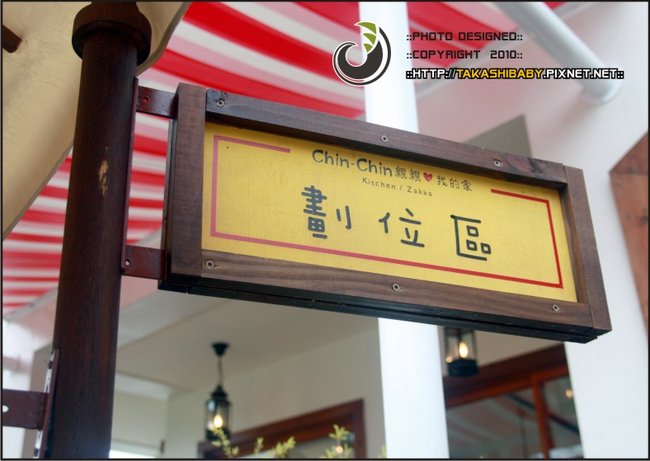 ::PHOTO DESIGNED::
::COPYRIGHT 2010::
::HTTP://TAKASHIBABY.PIXNET.NET::
Chin-Chin親親我的家
Kitchen / Zakka
劃位區